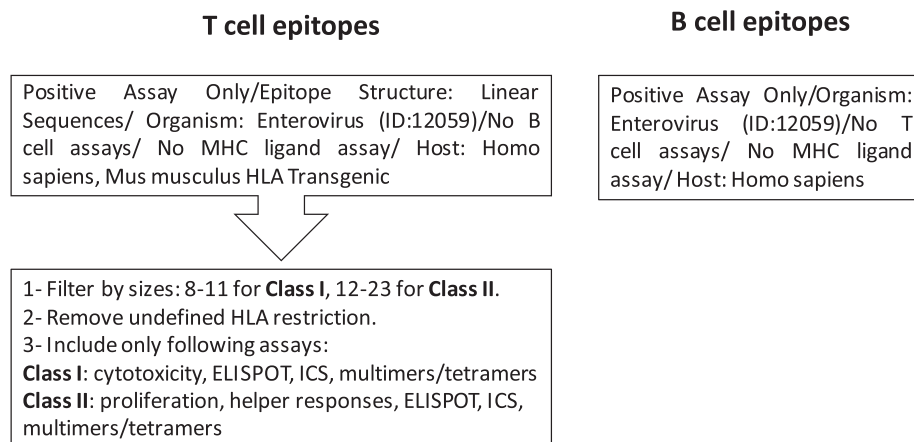 T cell epitopes
Positive Assay Only/Epitope Structure: Linear
Sequences/ Organism: Enterovirus (ID:12059)/No B
cell assays/ No MHC ligand assay/ Host: Homo
sapiens, Mus musculus HLA Transgenic
1- Filter by sizes: 8-11 for Class I, 12-23 for Class II.
2- Remove undefined HLA restriction.
3- Include only following assays:
Class I: cytotoxicity, ELISPOT, ICS, multimers/tetramers
Class II: proliferation, helper responses, ELISPOT, ICS,
multimers/tetramers
B cell epitopes
Positive Assay Only/Organism:
Enterovirus (ID:12059)/No T
cell assays/ No MHC ligand
assay/ Host: Homo sapiens